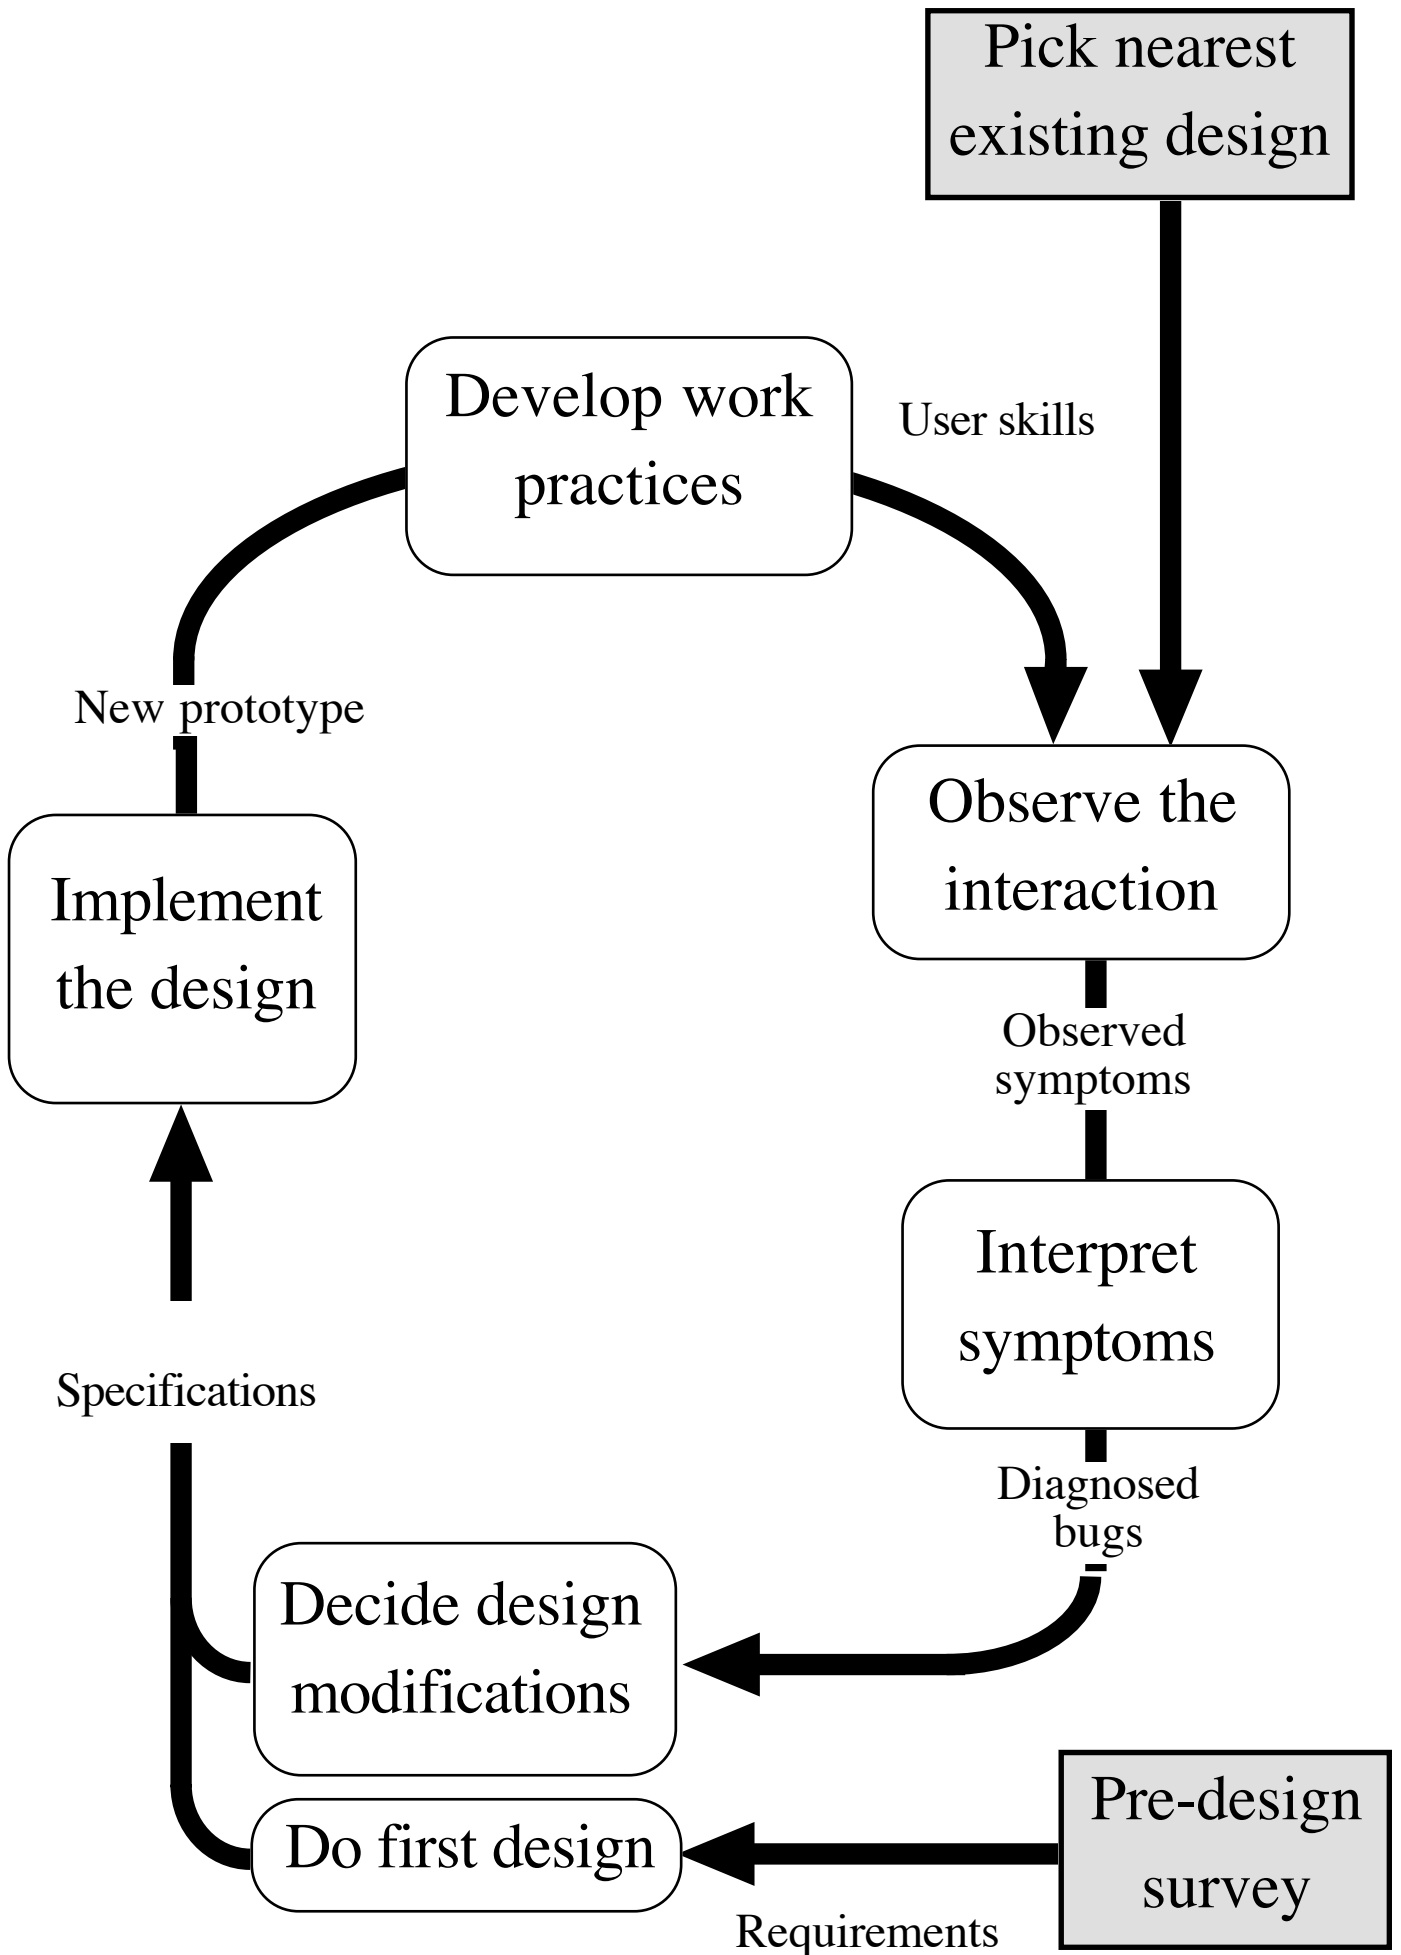 Pick nearest
existing design
Develop work
practices
User skills
New prototype
Observe the
interaction
Implement
the design
Observed
symptoms
Interpret
symptoms
Specifications
Diagnosed
bugs
Decide design
modifications
Do first design
Pre-design
survey
Requirements